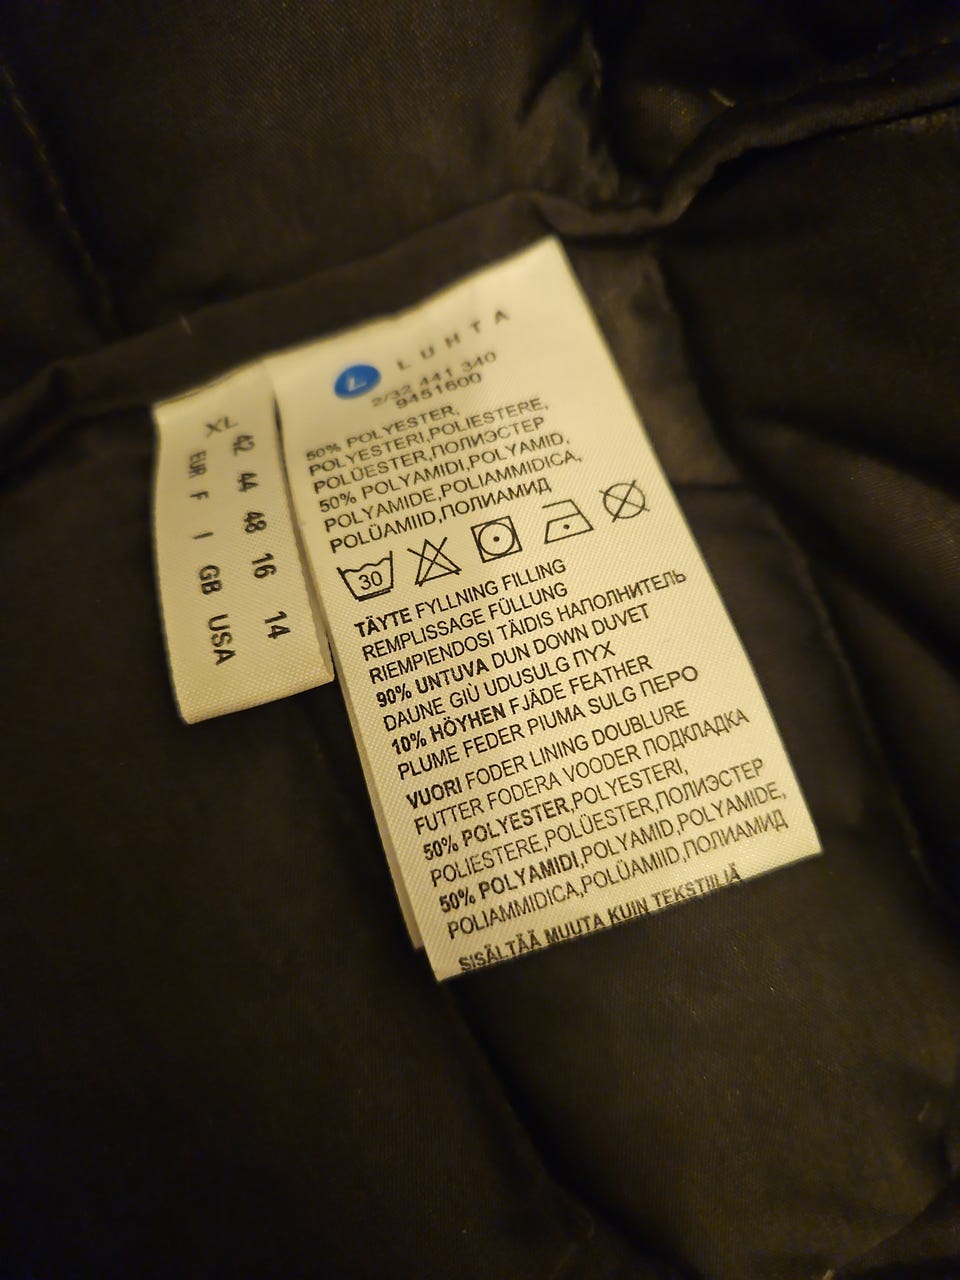 XL
42 44 48 16 14
EUR F I GB USA
L LUHTA
2/32 441 340
9451600
50% POLYESTER,
POLYESTERI,POLIESTERE,
POLÜESTER,ПОЛИЭСТЕР
50% POLYAMIDI,POLYAMID,
POLYAMIDE,POLIAMMIDICA,
POLÜAMIID,ПОЛИАМИД
30
TÄYTE FYLLNING FILLING
REMPLISSAGE FÜLLUNG
RIEMPIENDOSI TÄIDIS НАПОЛНИТЕЛЬ
90% UNTUVA DUN DOWN DUVET
DAUNE GIÙ UDUSULG ПУХ
10% HÖYHEN FJÄDE FEATHER
PLUME FEDER PIUMA SULG ПЕРО
VUORI FODER LINING DOUBLURE
FUTTER FODERA VOODER ПОДКЛАДКА
50% POLYESTER,POLYESTERI,
POLIESTERE,POLÜESTER,ПОЛИЭСТЕР
50% POLYAMIDI,POLYAMID,POLYAMIDE,
POLIAMMIDICA,POLÜAMIID,ПОЛИАМИД
SISÄLTÄÄ MUUTA KUIN TEKSTIILIÄ